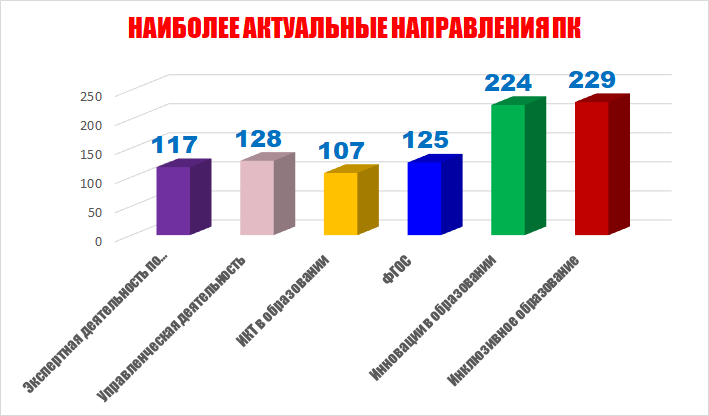 НАИБОЛЕЕ АКТУАЛЬНЫЕ НАПРАВЛЕНИЯ ПК
250
200
150
100
50
0
117
128
107
125
224
229
Экспертная деятельность по...
Управленческая деятельность
ИКТ в образовании
ФГОС
Инновации в образовании
Инклюзивное образование